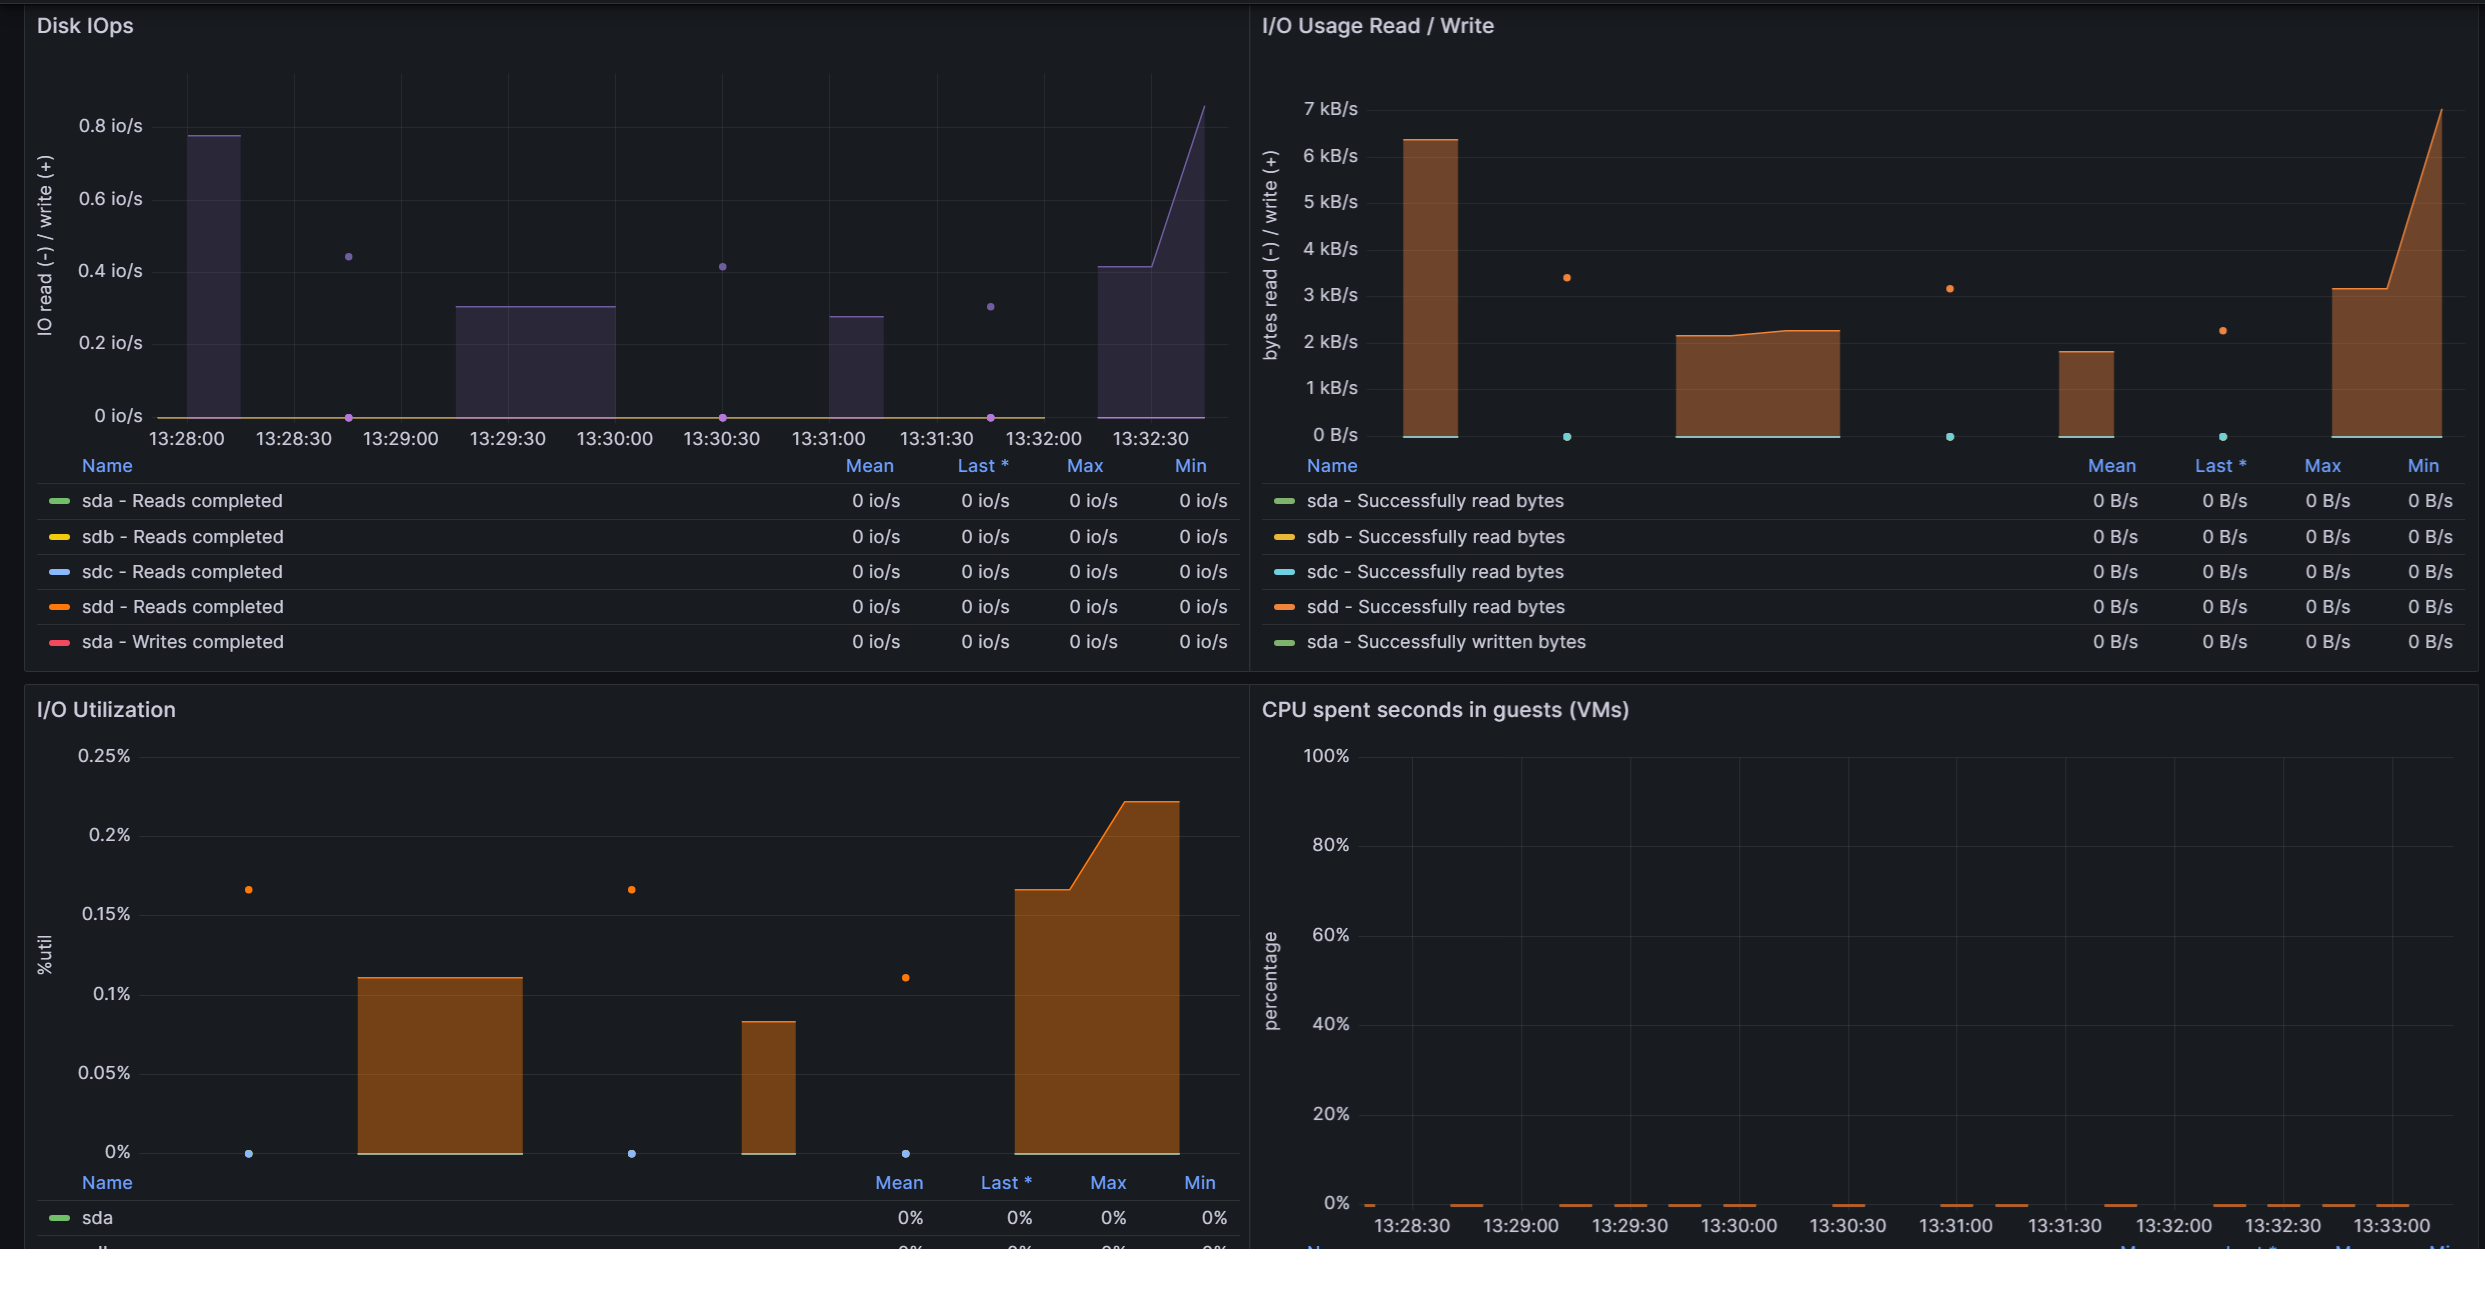 Disk IOps
IO read (-) / write (+)
0.8 io/s
0.6 io/s
0.4 io/s
0.2 io/s
0 io/s
13:28:00 13:28:30 13:29:00 13:29:30 13:30:00 13:30:30 13:31:00 13:31:30 13:32:00 13:32:30
Name Mean Last * Max Min
sda - Reads completed 0 io/s 0 io/s 0 io/s 0 io/s
sdb - Reads completed 0 io/s 0 io/s 0 io/s 0 io/s
sdc - Reads completed 0 io/s 0 io/s 0 io/s 0 io/s
sdd - Reads completed 0 io/s 0 io/s 0 io/s 0 io/s
sda - Writes completed 0 io/s 0 io/s 0 io/s 0 io/s
I/O Usage Read / Write
bytes read (-) / write (+)
7 kB/s
6 kB/s
5 kB/s
4 kB/s
3 kB/s
2 kB/s
1 kB/s
0 B/s
Name Mean Last * Max Min
sda - Successfully read bytes 0 B/s 0 B/s 0 B/s 0 B/s
sdb - Successfully read bytes 0 B/s 0 B/s 0 B/s 0 B/s
sdc - Successfully read bytes 0 B/s 0 B/s 0 B/s 0 B/s
sdd - Successfully read bytes 0 B/s 0 B/s 0 B/s 0 B/s
sda - Successfully written bytes 0 B/s 0 B/s 0 B/s 0 B/s
I/O Utilization
%util
0.25%
0.2%
0.15%
0.1%
0.05%
0%
Name Mean Last * Max Min
sda 0% 0% 0% 0%
CPU spent seconds in guests (VMs)
percentage
100%
80%
60%
40%
20%
0%
13:28:30 13:29:00 13:29:30 13:30:00 13:30:30 13:31:00 13:31:30 13:32:00 13:32:30 13:33:00